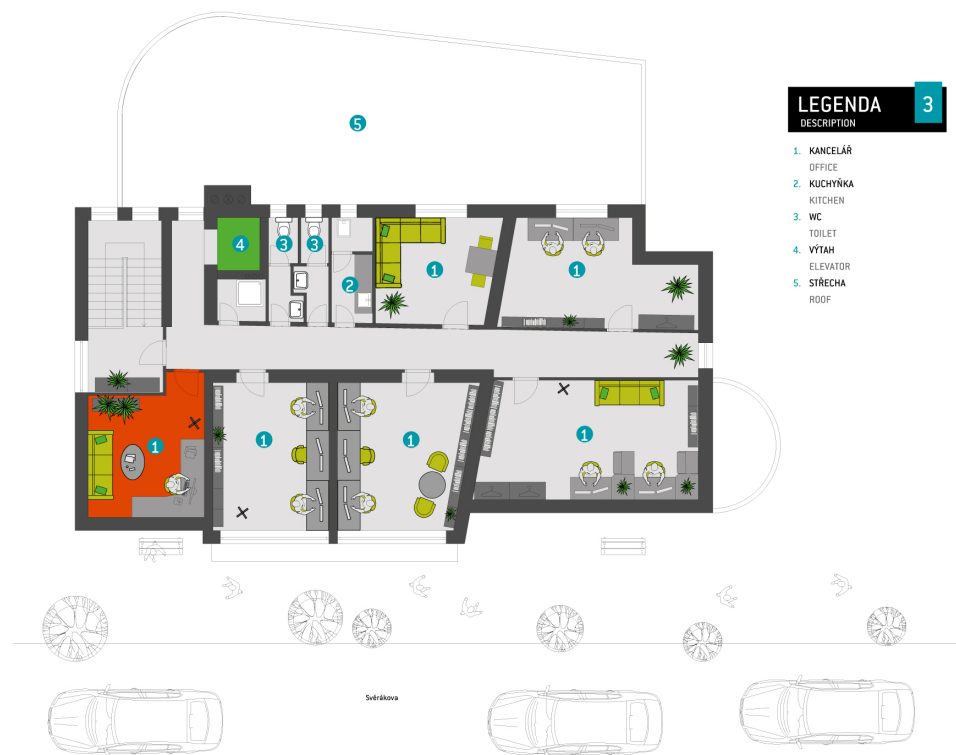 LEGENDA 3
DESCRIPTION
1. KANCELÁŘ
OFFICE
2. KUCHYŇKA
KITCHEN
3. WC
TOILET
4. VÝTAH
ELEVATOR
5. STŘECHA
ROOF
5
4
3
3
2
1
1
1
1
1
1
Svěrákova